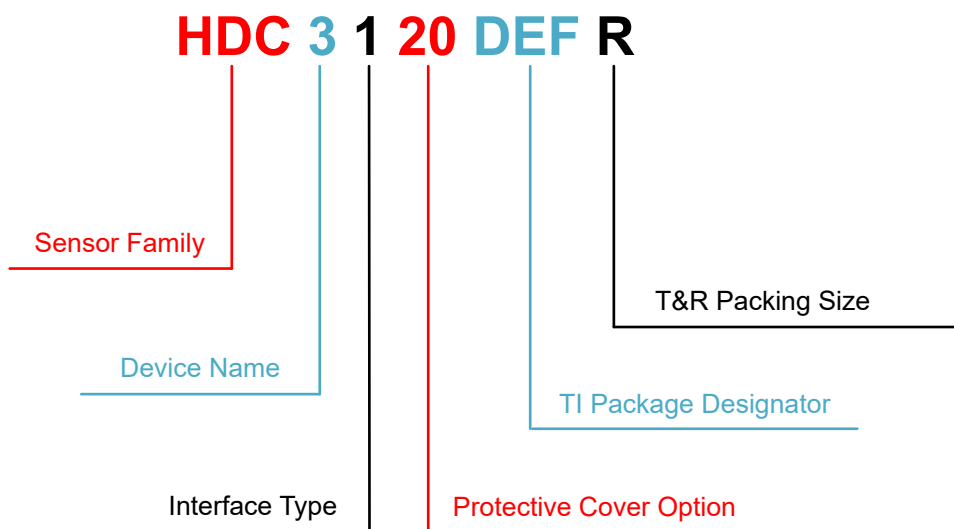 HDC 3 1 20 DEF R
Sensor Family
T&R Packing Size
Device Name
TI Package Designator
Interface Type
Protective Cover Option